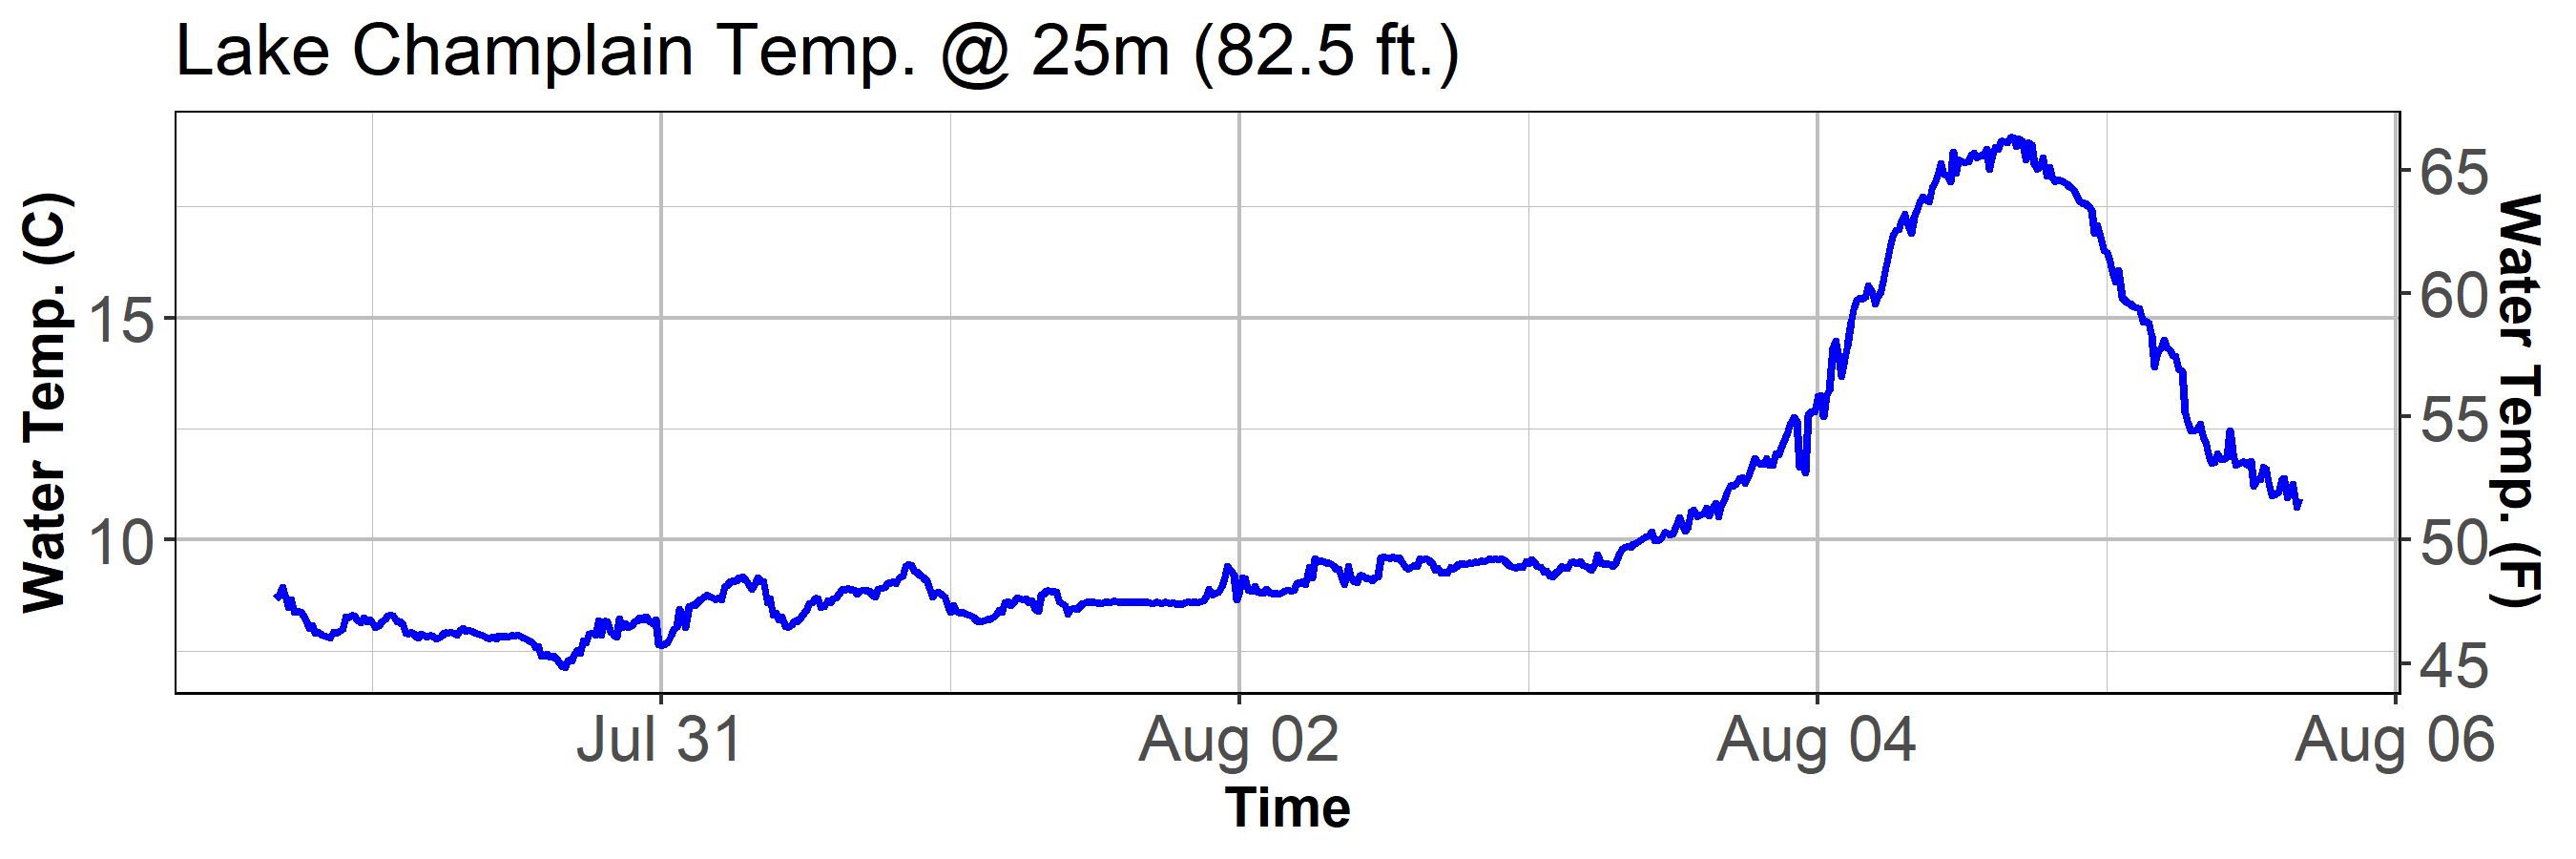 Lake Champlain Temp. @ 25m (82.5 ft.)
Water Temp. (C)
15
10
65
60
55
50
45
Water Temp. (F)
Jul 31
Aug 02
Aug 04
Aug 06
Time